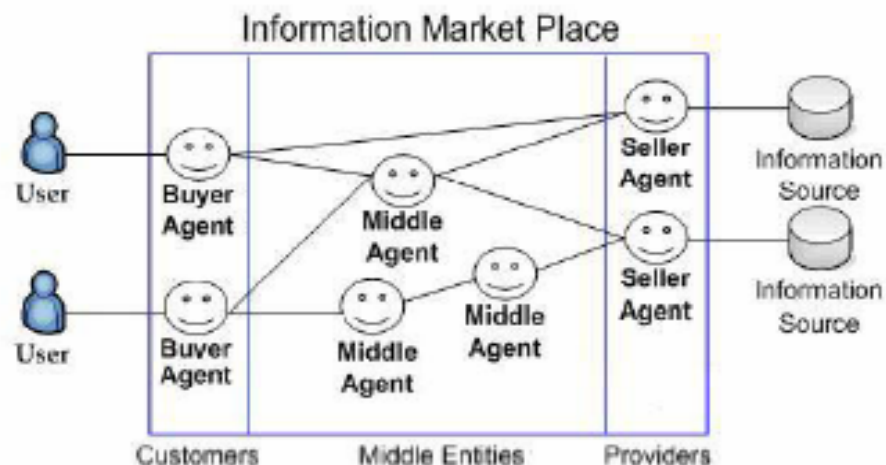 Information Market Place
User
Buyer
Agent
Middle
Agent
Seller
Agent
Information
Source
User
Buyer
Agent
Middle
Agent
Middle
Agent
Seller
Agent
Information
Source
Customers
Middle Entities
Providers